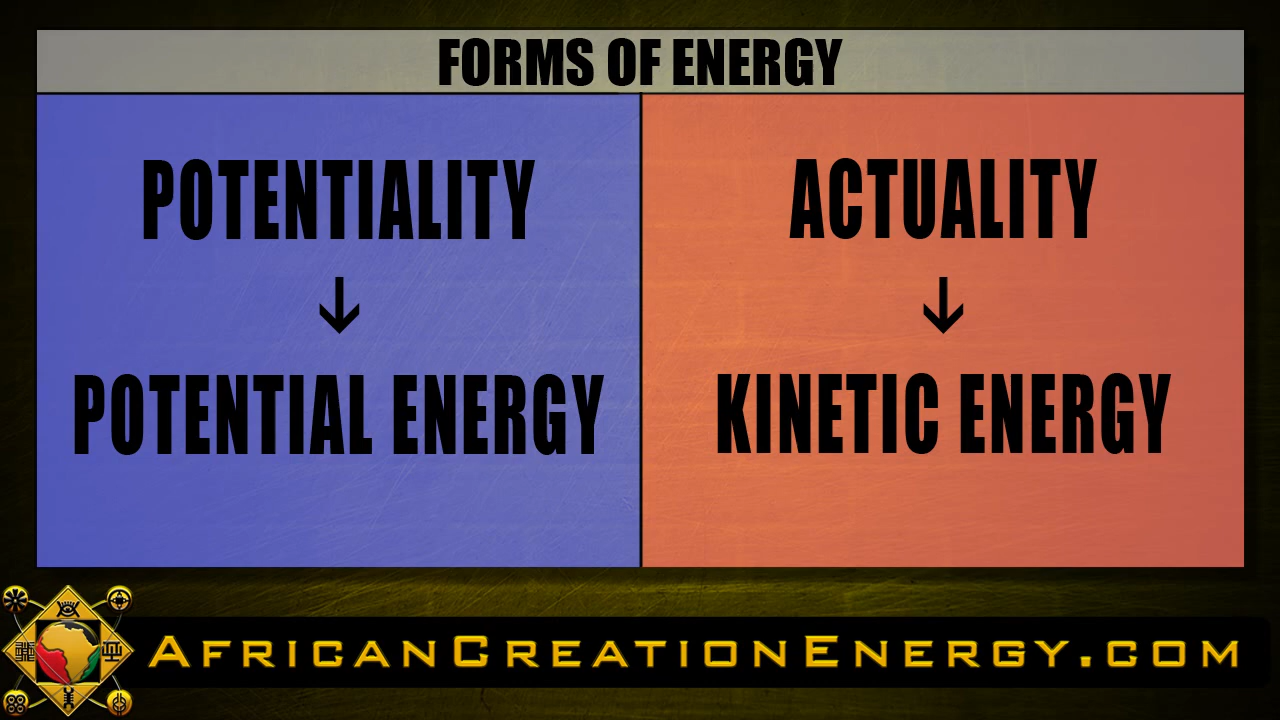 FORMS OF ENERGY
POTENTIALITY
↓
POTENTIAL ENERGY
ACTUALITY
↓
KINETIC ENERGY
AFRICANCREATIONENERGY.COM